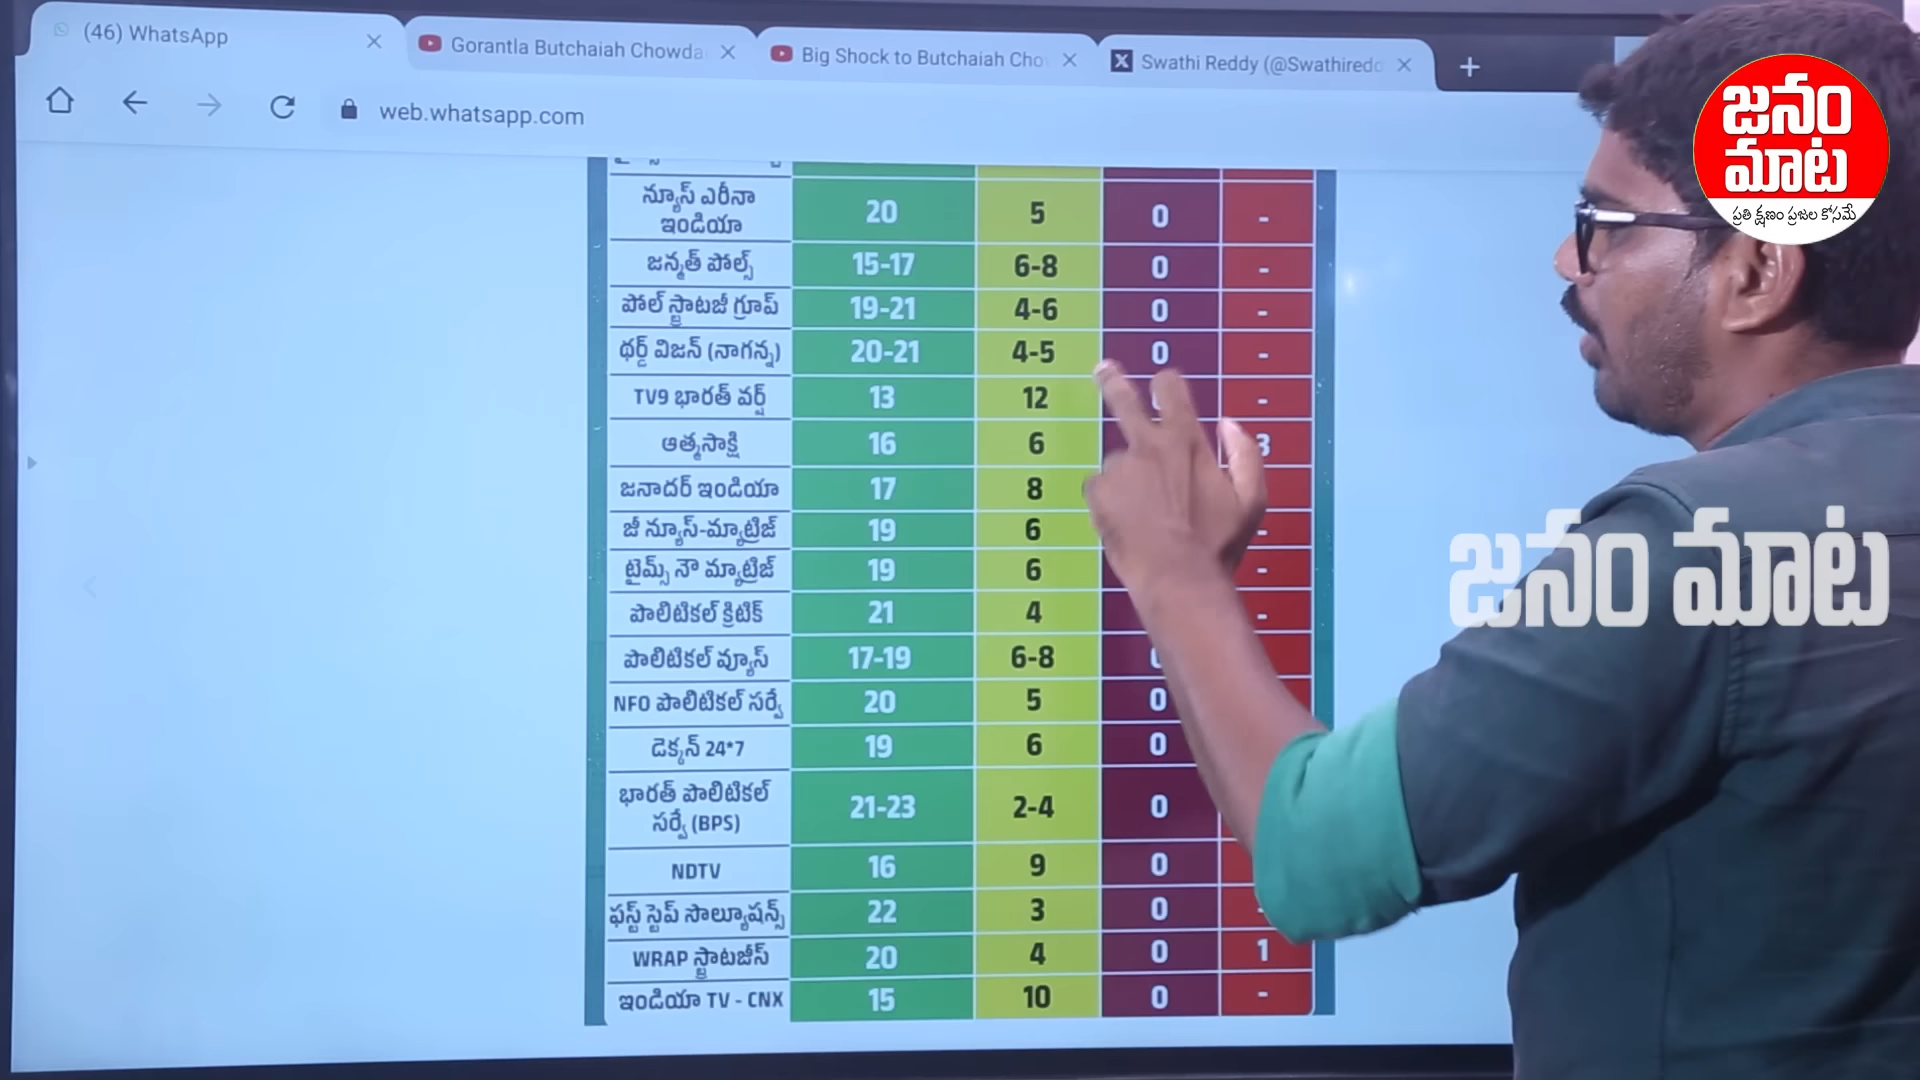 (46) WhatsApp
Gorantla Butchaiah Chowda
Big Shock to Butchaiah Cho
Swathi Reddy (@Swathiredd
web.whatsapp.com
న్యూస్ ఎరీనా
ఇండియా 20 5 0 -
జన్మత్ పోల్స్ 15-17 6-8 0 -
పోల్ స్ట్రాటజీ గ్రూప్ 19-21 4-6 0 -
థర్డ్ విజన్ (నాగన్న) 20-21 4-5 0 -
TV9 భారత్ వర్ష్ 13 12 -
ఆత్మసాక్షి 16 6 3
జనాదర్ ఇండియా 17 8
జీ న్యూస్-మ్యాట్రిజ్ 19 6 -
టైమ్స్ నౌ మ్యాట్రిజ్ 19 6 -
పొలిటికల్ క్రిటిక్ 21 4 -
పొలిటికల్ వ్యూస్ 17-19 6-8
NFO పొలిటికల్ సర్వే 20 5 0
డెక్కన్ 24*7 19 6 0
భారత్ పొలిటికల్
సర్వే (BPS) 21-23 2-4 0
NDTV 16 9 0
ఫస్ట్ స్టెప్ సొల్యూషన్స్ 22 3 0
WRAP స్ట్రాటజీస్ 20 4 0 1
ఇండియా TV - CNX 15 10 0 -
జనం
మాట
ప్రతి క్షణం ప్రజల కోసమే
జనం మాట